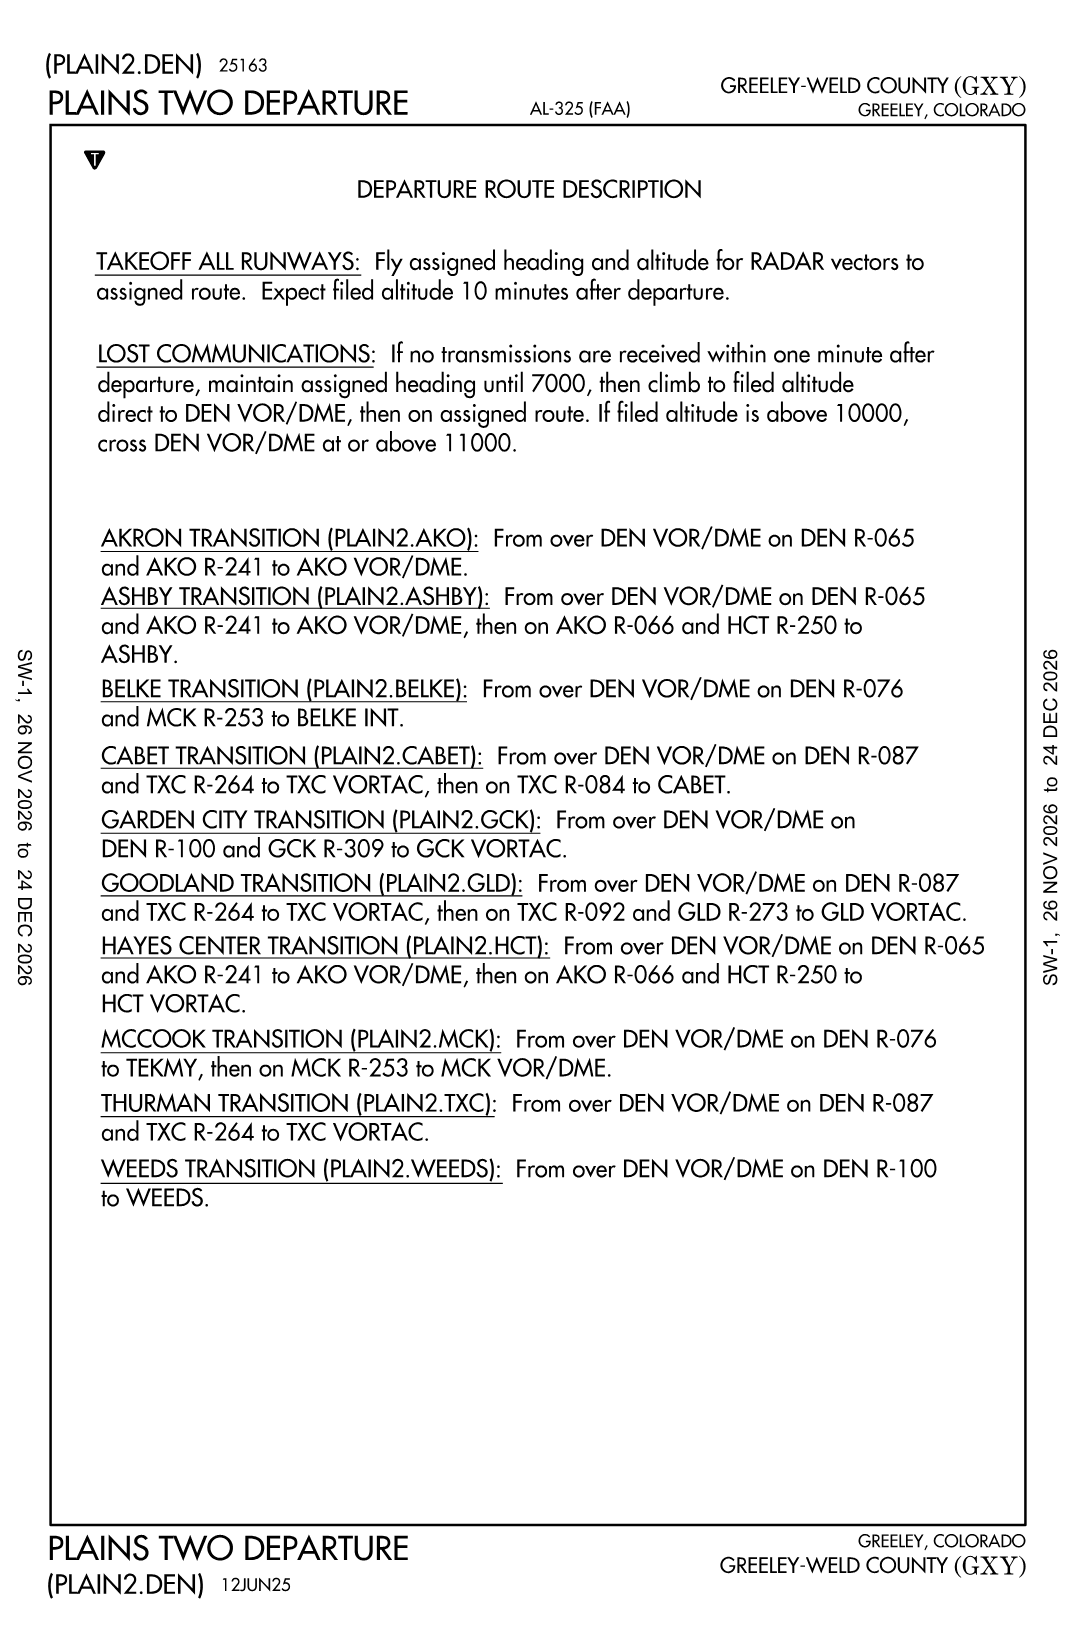 (PLAIN2.DEN) 25163
PLAINS TWO DEPARTURE
AL-325 (FAA)
GREELEY-WELD COUNTY (GXY)
GREELEY, COLORADO
T
DEPARTURE ROUTE DESCRIPTION
TAKEOFF ALL RUNWAYS: Fly assigned heading and altitude for RADAR vectors to
assigned route. Expect filed altitude 10 minutes after departure.
LOST COMMUNICATIONS: If no transmissions are received within one minute after
departure, maintain assigned heading until 7000, then climb to filed altitude
direct to DEN VOR/DME, then on assigned route. If filed altitude is above 10000,
cross DEN VOR/DME at or above 11000.
AKRON TRANSITION (PLAIN2.AKO): From over DEN VOR/DME on DEN R-065
and AKO R-241 to AKO VOR/DME.
ASHBY TRANSITION (PLAIN2.ASHBY): From over DEN VOR/DME on DEN R-065
and AKO R-241 to AKO VOR/DME, then on AKO R-066 and HCT R-250 to
ASHBY.
BELKE TRANSITION (PLAIN2.BELKE): From over DEN VOR/DME on DEN R-076
and MCK R-253 to BELKE INT.
CABET TRANSITION (PLAIN2.CABET): From over DEN VOR/DME on DEN R-087
and TXC R-264 to TXC VORTAC, then on TXC R-084 to CABET.
GARDEN CITY TRANSITION (PLAIN2.GCK): From over DEN VOR/DME on
DEN R-100 and GCK R-309 to GCK VORTAC.
GOODLAND TRANSITION (PLAIN2.GLD): From over DEN VOR/DME on DEN R-087
and TXC R-264 to TXC VORTAC, then on TXC R-092 and GLD R-273 to GLD VORTAC.
HAYES CENTER TRANSITION (PLAIN2.HCT): From over DEN VOR/DME on DEN R-065
and AKO R-241 to AKO VOR/DME, then on AKO R-066 and HCT R-250 to
HCT VORTAC.
MCCOOK TRANSITION (PLAIN2.MCK): From over DEN VOR/DME on DEN R-076
to TEKMY, then on MCK R-253 to MCK VOR/DME.
THURMAN TRANSITION (PLAIN2.TXC): From over DEN VOR/DME on DEN R-087
and TXC R-264 to TXC VORTAC.
WEEDS TRANSITION (PLAIN2.WEEDS): From over DEN VOR/DME on DEN R-100
to WEEDS.
SW-1, 26 NOV 2026 to 24 DEC 2026
SW-1, 26 NOV 2026 to 24 DEC 2026
PLAINS TWO DEPARTURE
(PLAIN2.DEN) 12JUN25
GREELEY, COLORADO
GREELEY-WELD COUNTY (GXY)